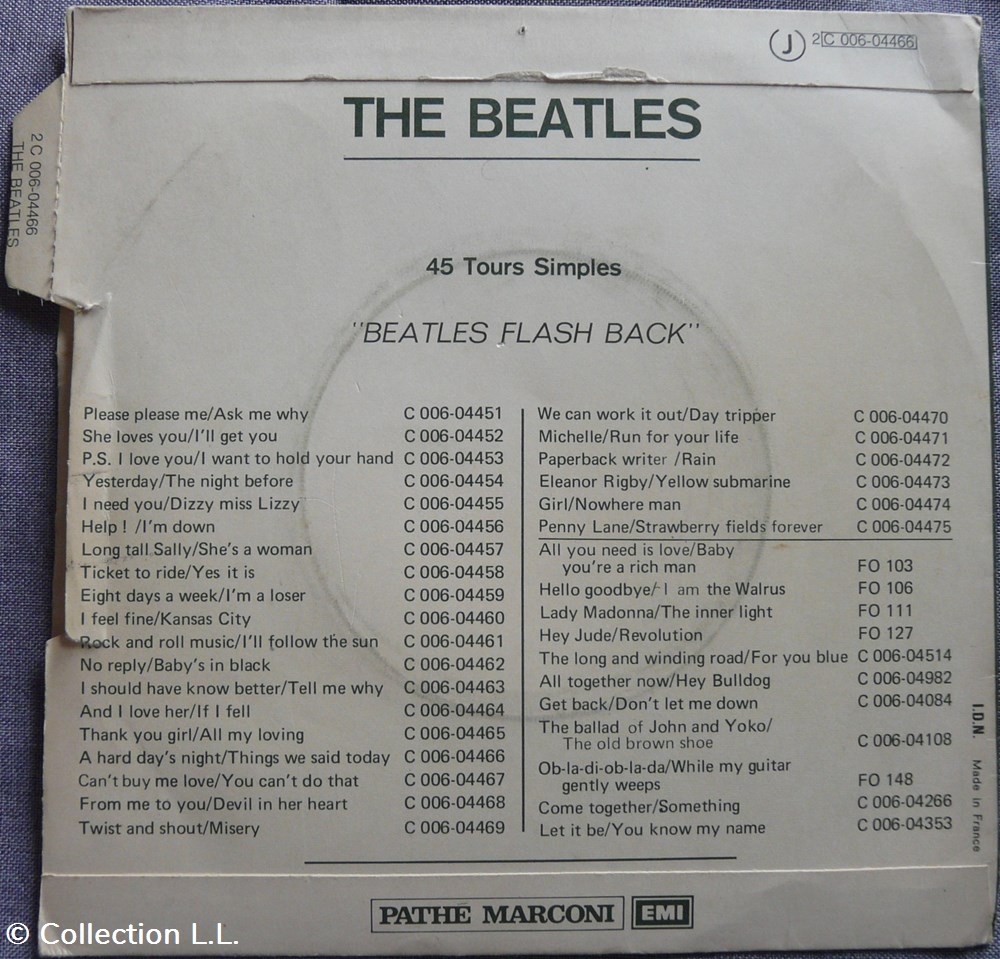 J 2C 006-04466
2 C 006-04466
THE BEATLES
THE BEATLES
45 Tours Simples
"BEATLES FLASH BACK"
Please please me/Ask me why C 006-04451
She loves you/I'll get you C 006-04452
P.S. I love you/I want to hold your hand C 006-04453
Yesterday/The night before C 006-04454
I need you/Dizzy miss Lizzy C 006-04455
Help ! /I'm down C 006-04456
Long tall Sally/She's a woman C 006-04457
Ticket to ride/Yes it is C 006-04458
Eight days a week/I'm a loser C 006-04459
I feel fine/Kansas City C 006-04460
Rock and roll music/I'll follow the sun C 006-04461
No reply/Baby's in black C 006-04462
I should have know better/Tell me why C 006-04463
And I love her/If I fell C 006-04464
Thank you girl/All my loving C 006-04465
A hard day's night/Things we said today C 006-04466
Can't buy me love/You can't do that C 006-04467
From me to you/Devil in her heart C 006-04468
Twist and shout/Misery C 006-04469
We can work it out/Day tripper C 006-04470
Michelle/Run for your life C 006-04471
Paperback writer /Rain C 006-04472
Eleanor Rigby/Yellow submarine C 006-04473
Girl/Nowhere man C 006-04474
Penny Lane/Strawberry fields forever C 006-04475
All you need is love/Baby
you're a rich man FO 103
Hello goodbye/-I am the Walrus FO 106
Lady Madonna/The inner light FO 111
Hey Jude/Revolution FO 127
The long and winding road/For you blue C 006-04514
All together now/Hey Bulldog C 006-04982
Get back/Don't let me down C 006-04084
The ballad of John and Yoko/
The old brown shoe C 006-04108
Ob-la-di-ob-la-da/While my guitar
gently weeps FO 148
Come together/Something C 006-04266
Let it be/You know my name C 006-04353
I.D.N. Made in France
PATHÉ MARCONI EMI
© Collection L.L.